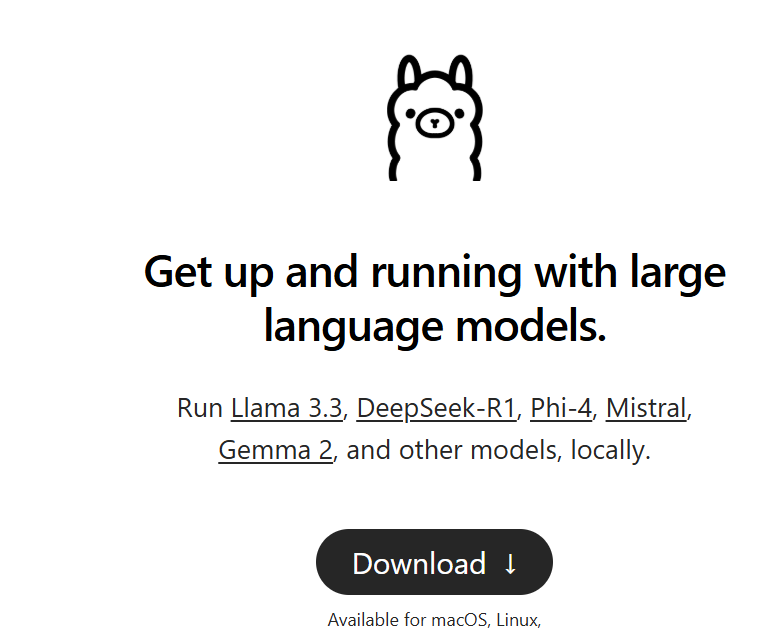 Get up and running with large
language models.
Run Llama 3.3, DeepSeek-R1, Phi-4, Mistral,
Gemma 2, and other models, locally.
Download ↓
Available for macOS, Linux,